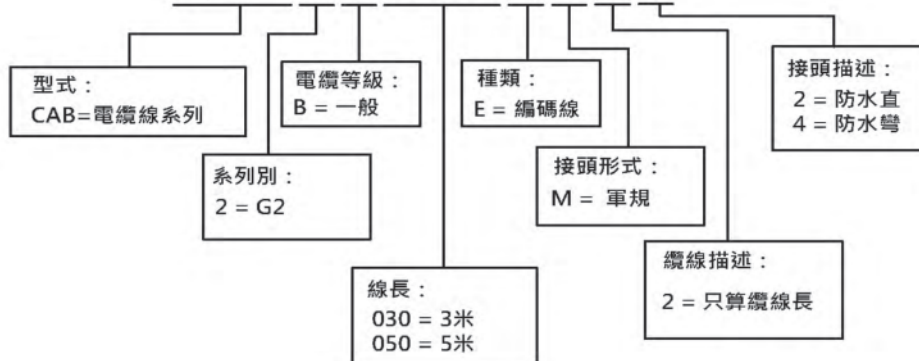 型式：
CAB=電纜線系列
電纜等級：
B = 一般
種類：
E = 編碼線
接頭描述：
2 = 防水直
4 = 防水彎
系列別：
2 = G2
接頭形式：
M = 軍規
線長：
030 = 3米
050 = 5米
纜線描述：
2 = 只算纜線長